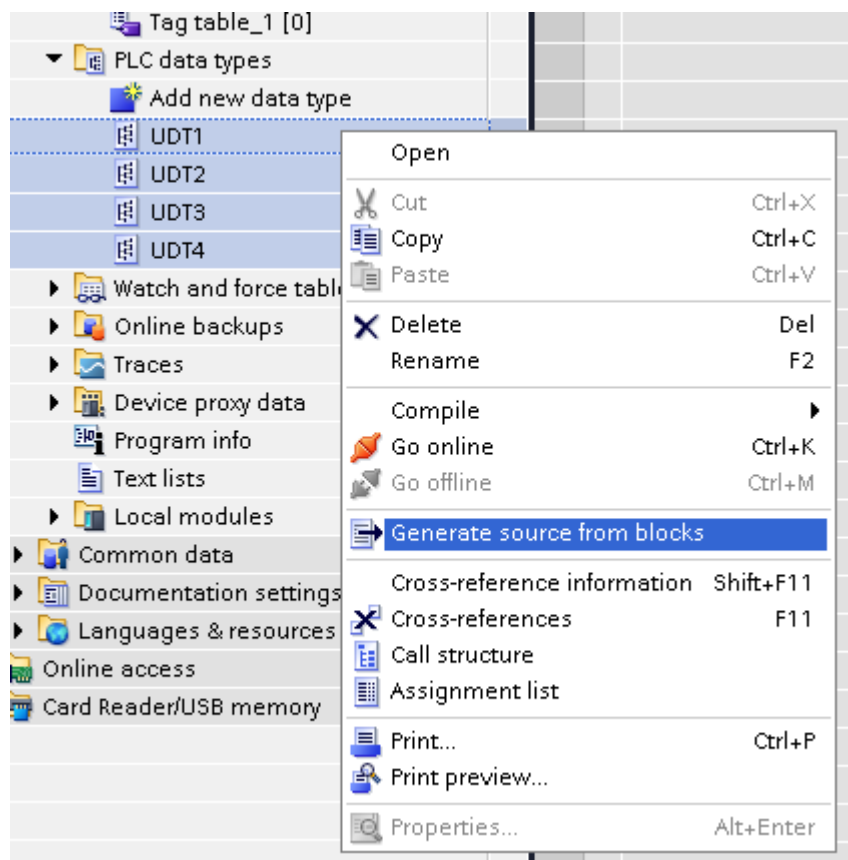 Tag table_1 [0]
PLC data types
Add new data type
UDT1
UDT2
UDT3
UDT4
Watch and force tabl
Online backups
Traces
Device proxy data
Program info
Text lists
Local modules
Common data
Documentation settings
Languages & resources
Online access
Card Reader/USB memory
Open
Cut Ctrl+X
Copy Ctrl+C
Paste Ctrl+V
Delete Del
Rename F2
Compile
Go online Ctrl+K
Go offline Ctrl+M
Generate source from blocks
Cross-reference information Shift+F11
Cross-references F11
Call structure
Assignment list
Print... Ctrl+P
Print preview...
Properties... Alt+Enter